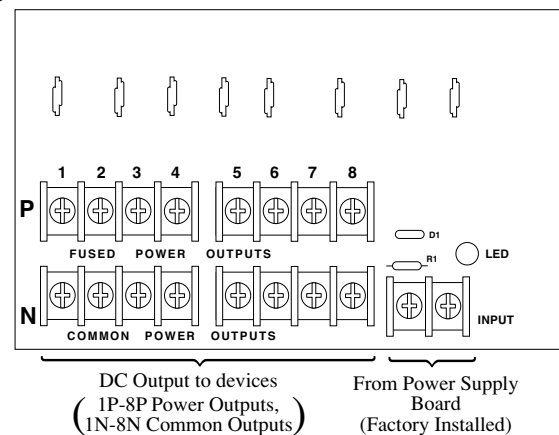 1 2 3 4 5 6 7 8
P
FUSED POWER OUTPUTS
D1
LED
R1
N
COMMON POWER OUTPUTS
INPUT
DC Output to devices
(1P-8P Power Outputs,
1N-8N Common Outputs)
From Power Supply
Board
(Factory Installed)